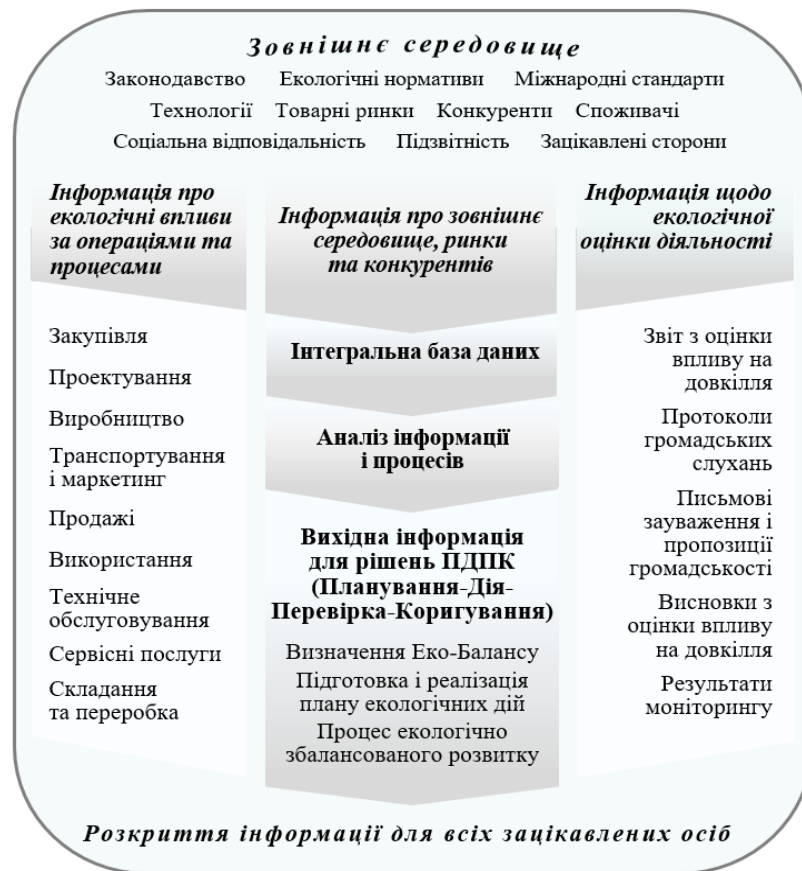 Зовнішнє середовище
Законодавство Екологічні нормативи Міжнародні стандарти
Технології Товарні ринки Конкуренти Споживачі
Соціальна відповідальність Підзвітність Зацікавлені сторони
Інформація про
екологічні впливи
за операціями та
процесами
Закупівля
Проектування
Виробництво
Транспортування
і маркетинг
Продажі
Використання
Технічне
обслуговування
Сервісні послуги
Складання
та переробка
Інформація про зовнішнє
середовище, ринки
та конкурентів
Інтегральна база даних
Аналіз інформації
і процесів
Вихідна інформація
для рішень ПДПК
(Планування-Дія-
Перевірка-Коригування)
Визначення Еко-Балансу
Підготовка і реалізація
плану екологічних дій
Процес екологічно
збалансованого розвитку
Інформація щодо
екологічної
оцінки діяльності
Звіт з оцінки
впливу на
довкілля
Протоколи
громадських
слухань
Письмові
зауваження і
пропозиції
громадськості
Висновки з
оцінки впливу
на довкілля
Результати
моніторингу
Розкриття інформації для всіх зацікавлених осіб